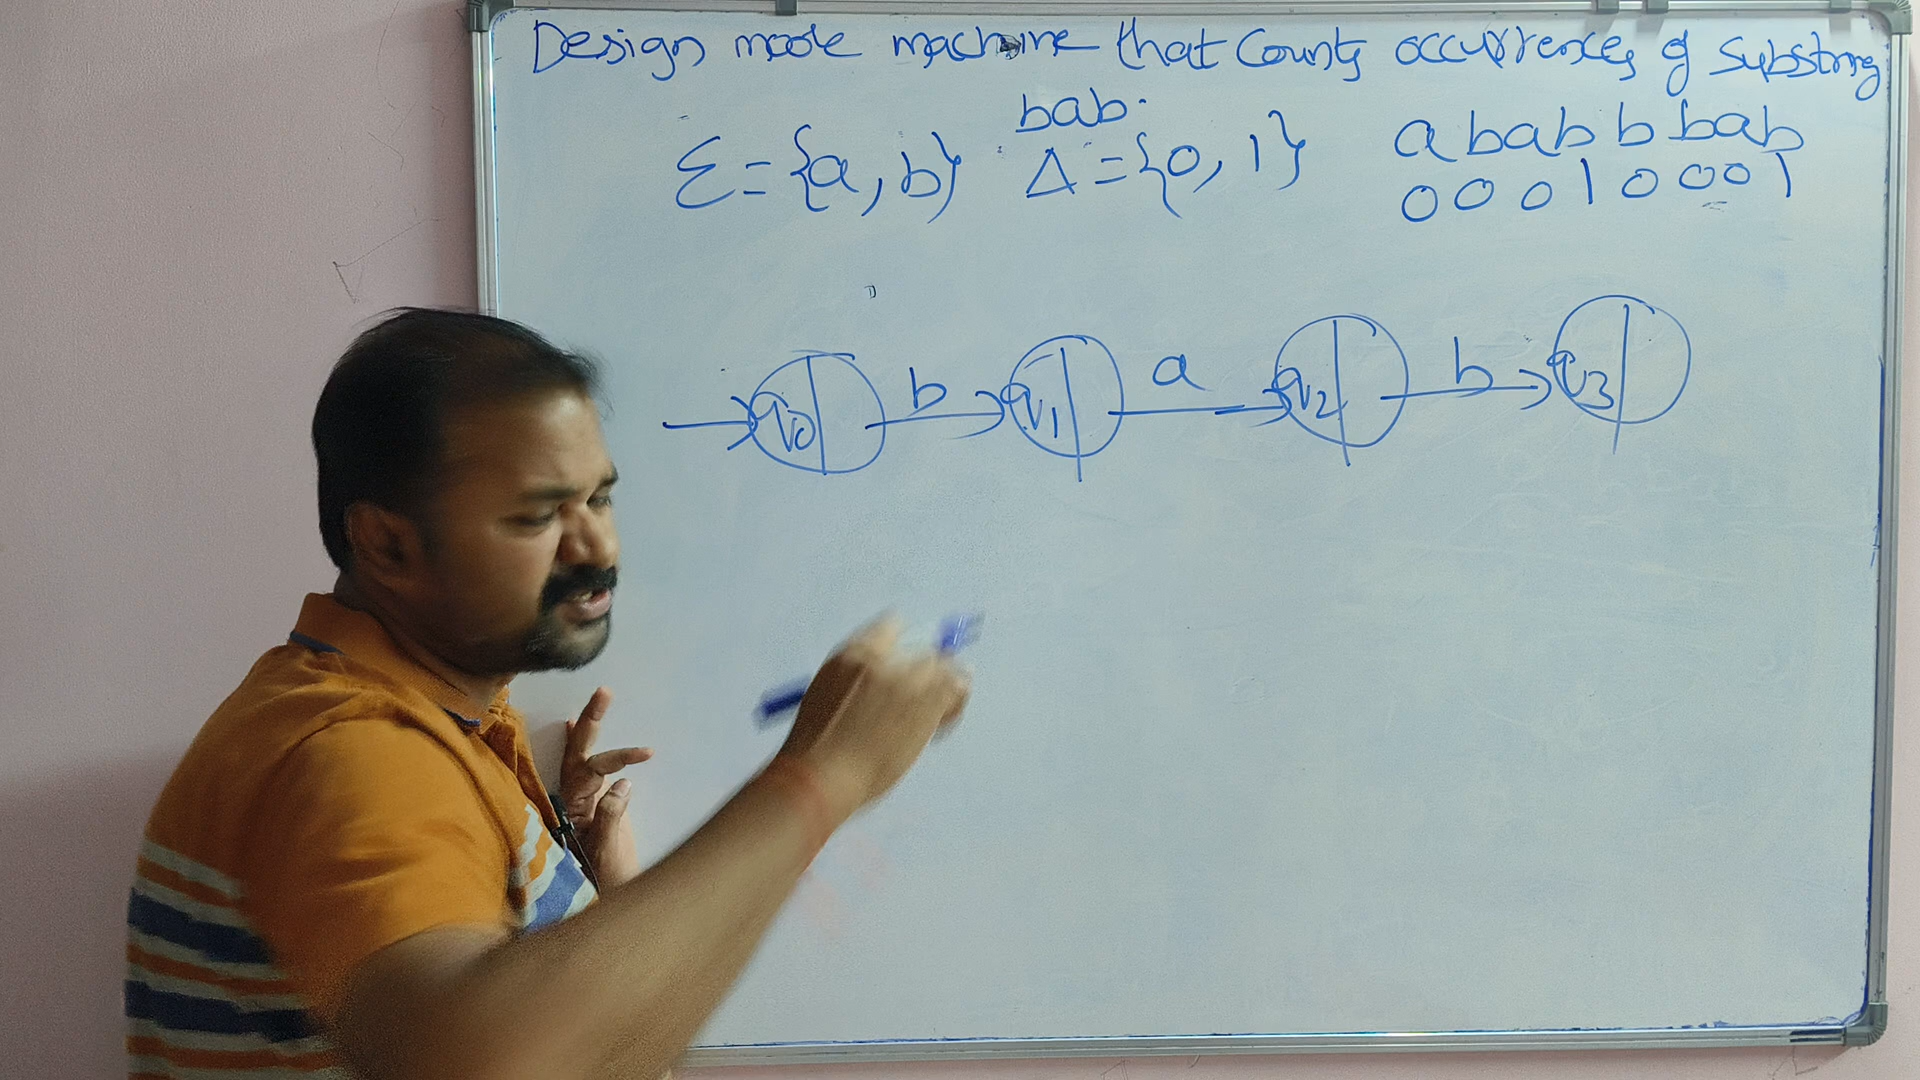 Design moore machine that Counts occurrences of substring
bab.
Σ = {a, b} Δ = {0, 1} a b a b b b a b
0 0 0 1 0 0 0 1
q0 b q1 a q2 b q3